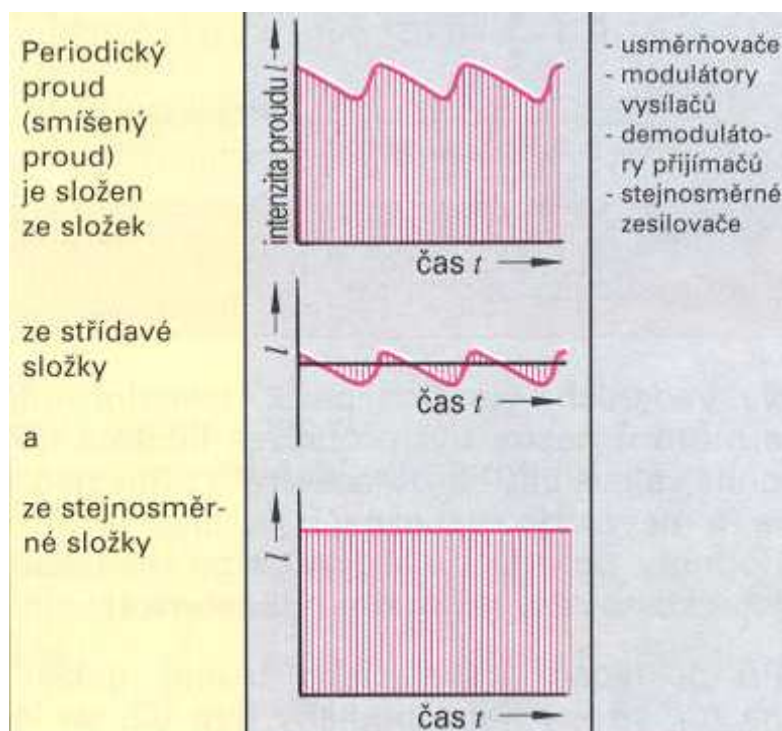 Periodický
proud
(smíšený
proud)
je složen
ze složek
intenzita proudu I
čas t
- usměrňovače
- modulátory
vysílačů
- demoduláto-
ry přijímačů
- stejnosměrné
zesilovače
ze střídavé
složky
I
čas t
a
ze stejnosměr-
né složky
I
čas t